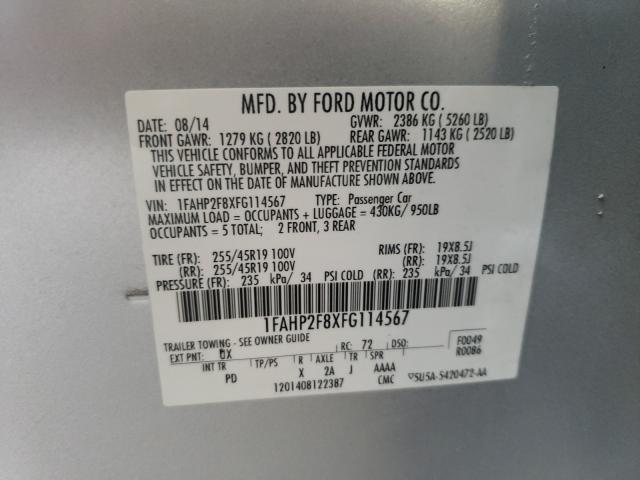 MFD. BY FORD MOTOR CO.
DATE: 08/14 GVWR: 2386 KG ( 5260 LB)
FRONT GAWR: 1279 KG ( 2820 LB) REAR GAWR: 1143 KG ( 2520 LB)
THIS VEHICLE CONFORMS TO ALL APPLICABLE FEDERAL MOTOR
VEHICLE SAFETY, BUMPER, AND THEFT PREVENTION STANDARDS
IN EFFECT ON THE DATE OF MANUFACTURE SHOWN ABOVE.
VIN: 1FAHP2F8XFG114567 TYPE: Passenger Car
MAXIMUM LOAD = OCCUPANTS + LUGGAGE = 430KG/ 950LB
OCCUPANTS = 5 TOTAL; 2 FRONT, 3 REAR
TIRE (FR): 255/45R19 100V RIMS (FR): 19X8.5J
(RR): 255/45R19 100V (RR): 19X8.5J
PRESSURE (FR): 235 kPa/ 34 PSI COLD (RR): 235 kPa/ 34 PSI COLD
1FAHP2F8XFG114567
TRAILER TOWING - SEE OWNER GUIDE
EXT PNT: UX RC: 72 DSO: F0049
INT TR TP/PS R AXLE TR SPR R0086
PD X 2A J AAAA
1201408122387 CMC 5U5A-5420472-AA